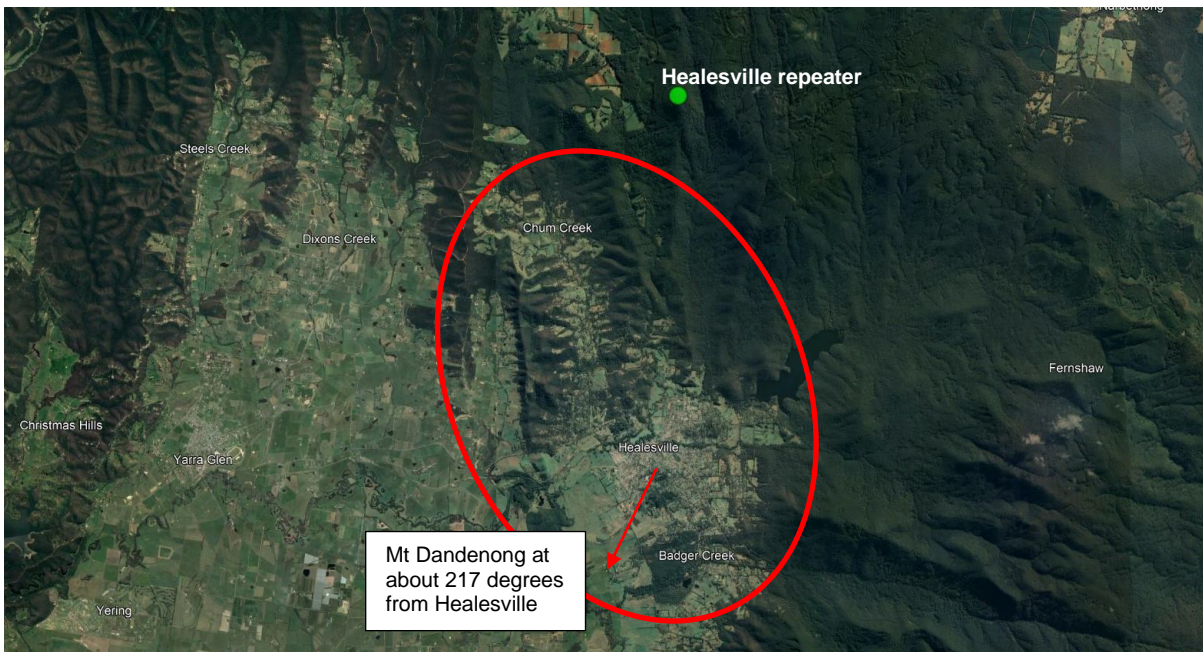 Narbethong
Healesville repeater
Steels Creek
Chum Creek
Dixons Creek
Fernshaw
Christmas Hills
Healesville
Yarra Glen
Mt Dandenong at
about 217 degrees
from Healesville
Badger Creek
Yering